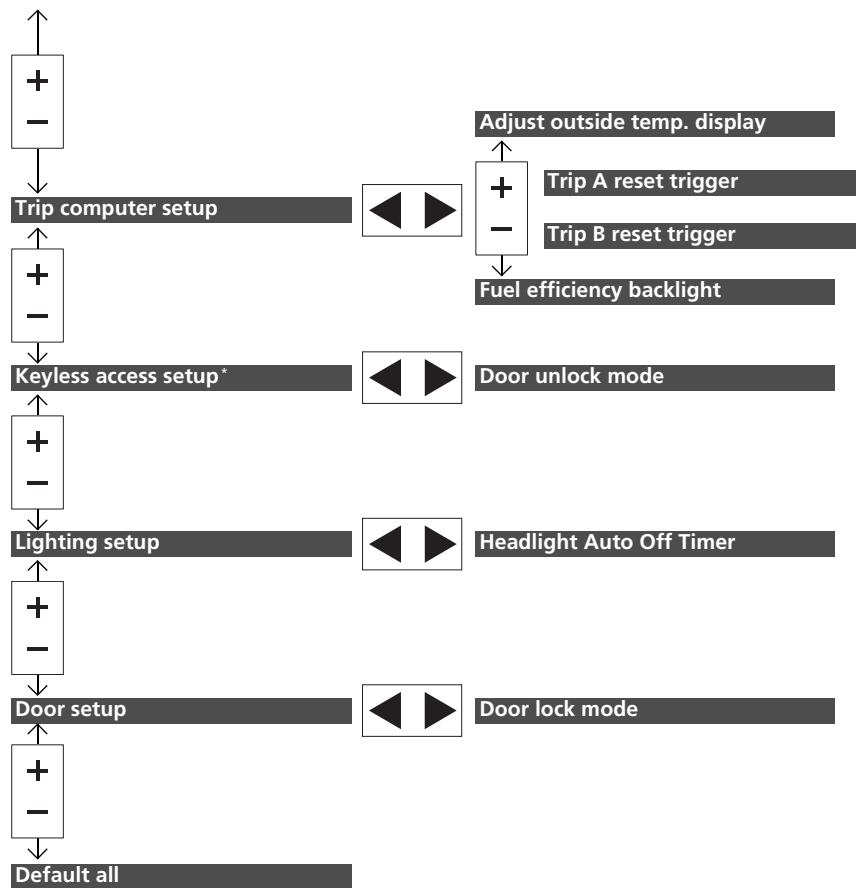 +
−
Adjust outside temp. display
+
Trip A reset trigger
Trip computer setup
−
Trip B reset trigger
+
Fuel efficiency backlight
−
Keyless access setup*
Door unlock mode
+
−
Lighting setup
Headlight Auto Off Timer
+
−
Door setup
Door lock mode
+
−
Default all